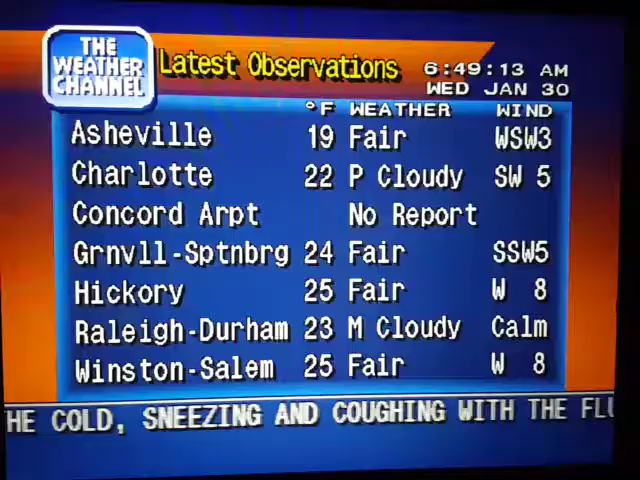 THE
WEATHER
CHANNEL
Latest Observations
6:49:13 AM
WED JAN 30
°F WEATHER WIND
Asheville 19 Fair WSW3
Charlotte 22 P Cloudy SW 5
Concord Arpt No Report
Grnvll-Sptnbrg 24 Fair SSW5
Hickory 25 Fair W 8
Raleigh-Durham 23 M Cloudy Calm
Winston-Salem 25 Fair W 8
HE COLD, SNEEZING AND COUGHING WITH THE FLU